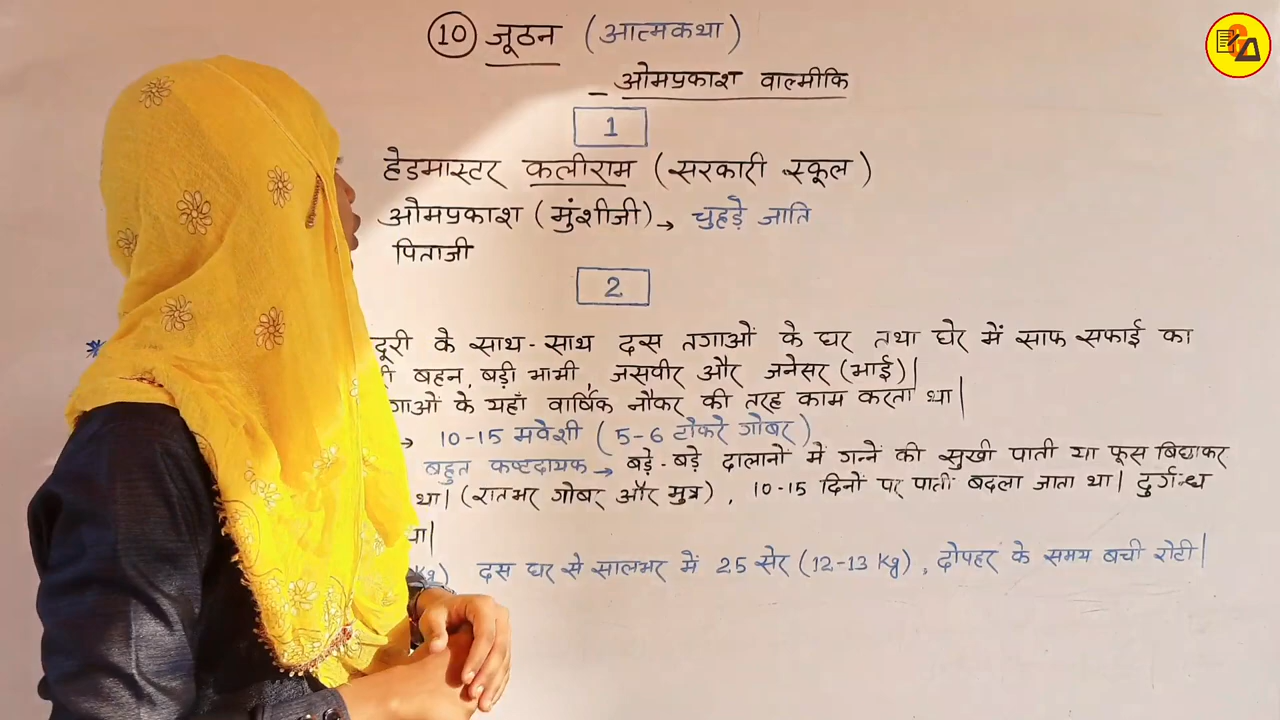 10 जूठन (आत्मकथा)
- ओमप्रकाश वाल्मीकि
1
हेडमास्टर कलीराम (सरकारी स्कूल)
ओमप्रकाश (मुंशीजी) → चुहड़े जाति
पिताजी
2
दूरी के साथ-साथ दस तगाओं के घर तथा घेर में साफ सफाई का
बहन, बड़ी भाभी, जसवीर और जनेसर (भाई)|
गाओं के यहाँ वार्षिक नौकर की तरह काम करता था|
→ 10-15 मवेशी (5-6 टोकरे गोबर)
बहुत कष्टदायक → बड़े-बड़े दालानों में गन्नें की सुखी पाती या फूस बिछाकर
था| (रातभर गोबर और मुत्र), 10-15 दिनों पर पाती बदला जाता था| दुर्गन्ध
था|
Kg) दस घर से सालभर में 25 सेर (12-13 Kg), दोपहर के समय बची रोटी|